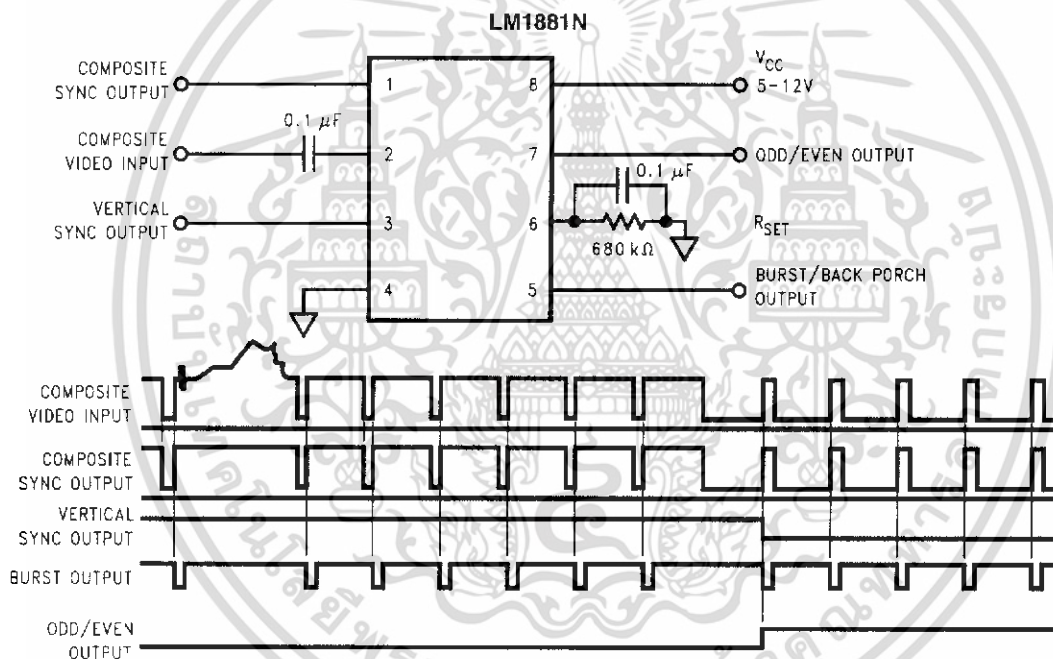 LM1881N
COMPOSITE
SYNC OUTPUT
1
8
VCC
5-12V
COMPOSITE
VIDEO INPUT
0.1 μF
2
7
ODD/EVEN OUTPUT
VERTICAL
SYNC OUTPUT
3
6
0.1 μF
680 kΩ
RSET
4
5
BURST/BACK PORCH
OUTPUT
COMPOSITE
VIDEO INPUT
COMPOSITE
SYNC OUTPUT
VERTICAL
SYNC OUTPUT
BURST OUTPUT
ODD/EVEN
OUTPUT